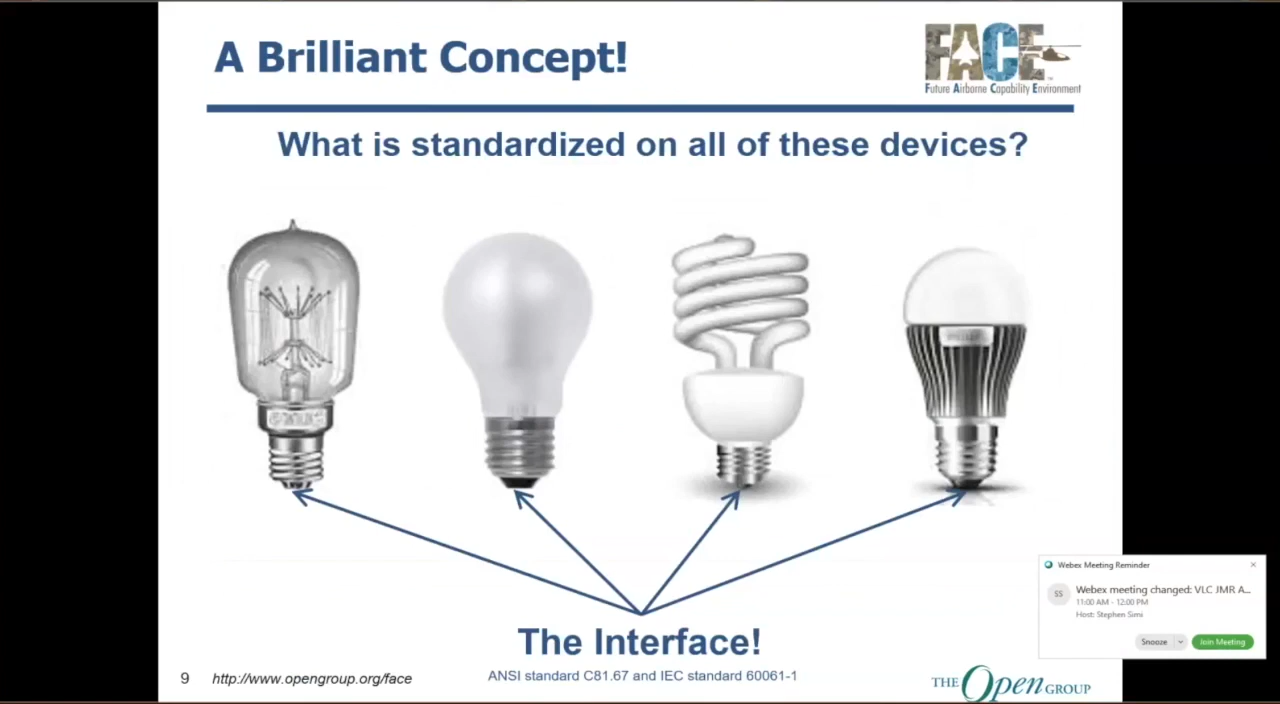 A Brilliant Concept!
FACE
Future Airborne Capability Environment
What is standardized on all of these devices?
The Interface!
ANSI standard C81.67 and IEC standard 60061-1
9 http://www.opengroup.org/face
THE Open GROUP
Webex Meeting Reminder
SS
Webex meeting changed: VLC JMR A...
11:00 AM - 12:00 PM
Host: Stephen Simi
Snooze
Join Meeting